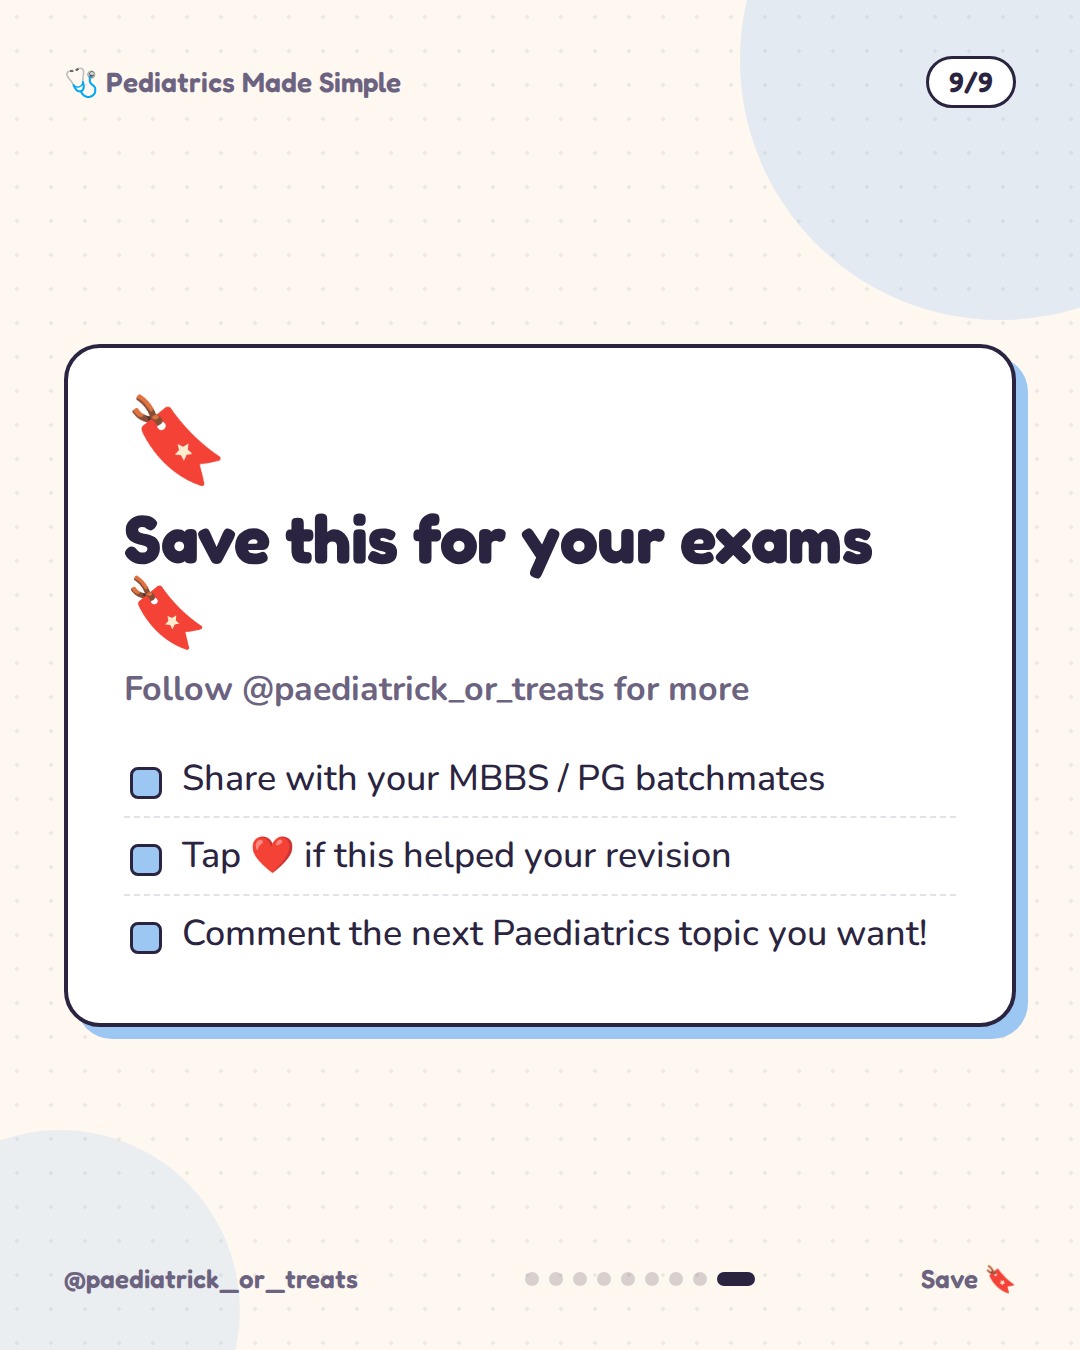 🩺 Pediatrics Made Simple
9/9
🔖
Save this for your exams
🔖
Follow @paediatrick_or_treats for more
Share with your MBBS / PG batchmates
Tap ❤️ if this helped your revision
Comment the next Paediatrics topic you want!
@paediatrick_or_treats
Save 🔖